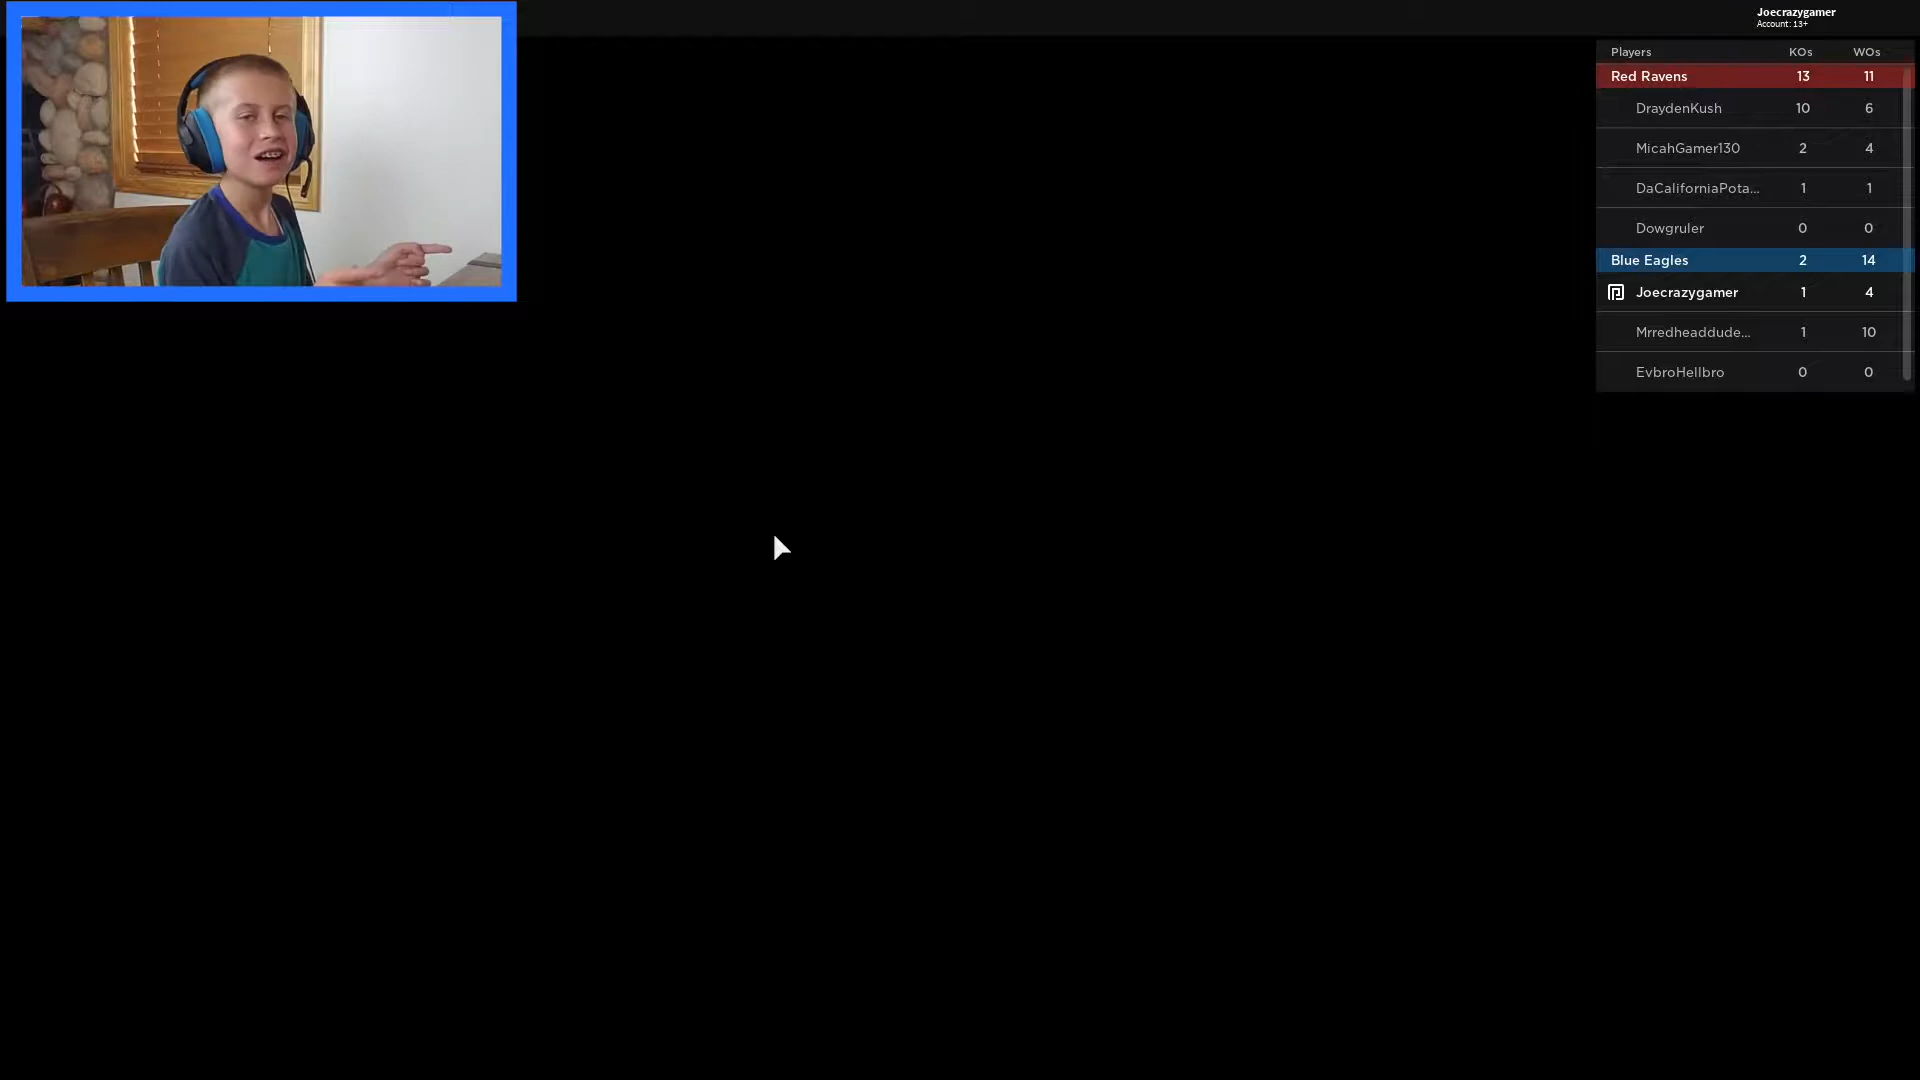 Joecrazygamer
Account: 13+
Players KOs WOs
Red Ravens 13 11
DraydenKush 10 6
MicahGamer130 2 4
DaCaliforniaPota... 1 1
Dowgruler 0 0
Blue Eagles 2 14
Joecrazygamer 1 4
Mrredheaddude... 1 10
EvbroHellbro 0 0